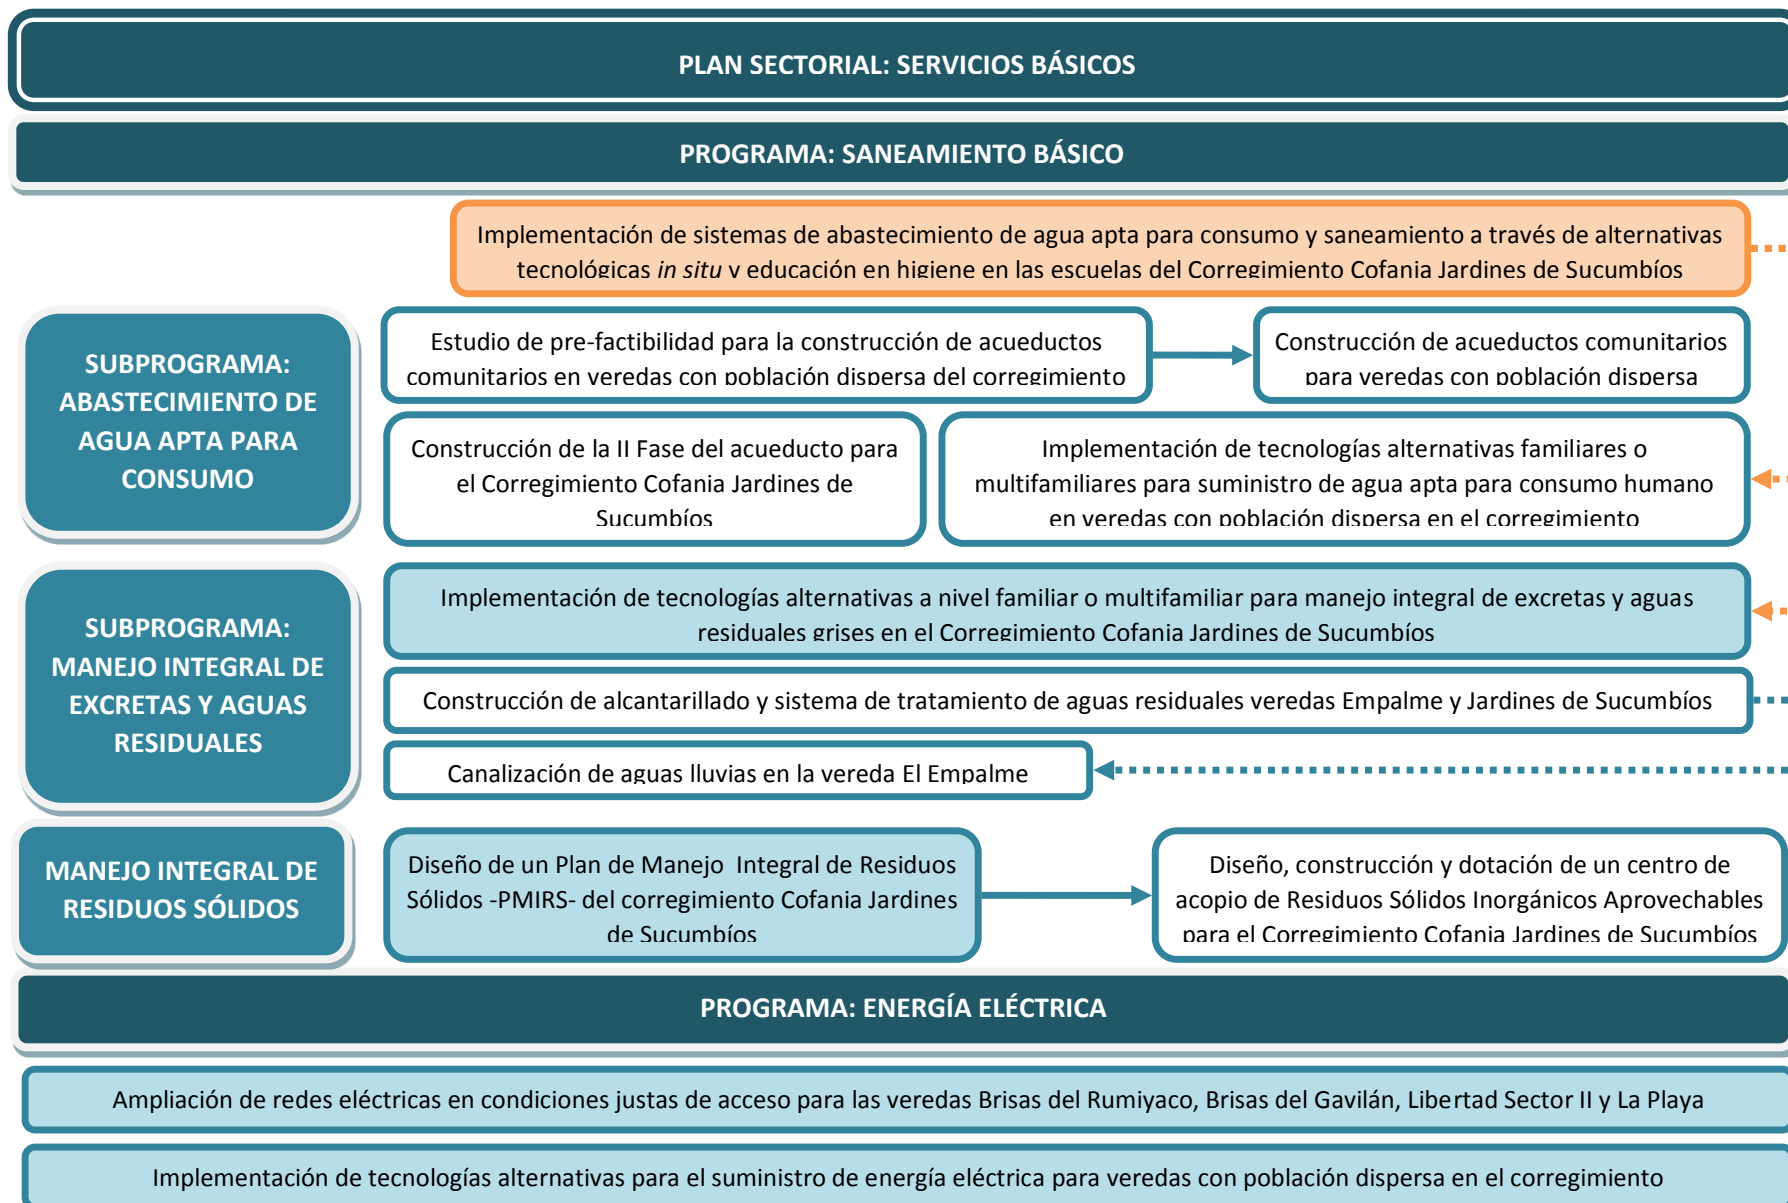 PLAN SECTORIAL: SERVICIOS BÁSICOS
PROGRAMA: SANEAMIENTO BÁSICO
Implementación de sistemas de abastecimiento de agua apta para consumo y saneamiento a través de alternativas
tecnológicas in situ y educación en higiene en las escuelas del Corregimiento Cofania Jardines de Sucumbíos
SUBPROGRAMA:
ABASTECIMIENTO DE
AGUA APTA PARA
CONSUMO
Estudio de pre-factibilidad para la construcción de acueductos
comunitarios en veredas con población dispersa del corregimiento
Construcción de acueductos comunitarios
para veredas con población dispersa
Construcción de la II Fase del acueducto para
el Corregimiento Cofania Jardines de
Sucumbíos
Implementación de tecnologías alternativas familiares o
multifamiliares para suministro de agua apta para consumo humano
en veredas con población dispersa en el corregimiento
SUBPROGRAMA:
MANEJO INTEGRAL DE
EXCRETAS Y AGUAS
RESIDUALES
Implementación de tecnologías alternativas a nivel familiar o multifamiliar para manejo integral de excretas y aguas
residuales grises en el Corregimiento Cofania Jardines de Sucumbíos
Construcción de alcantarillado y sistema de tratamiento de aguas residuales veredas Empalme y Jardines de Sucumbíos
Canalización de aguas lluvias en la vereda El Empalme
MANEJO INTEGRAL DE
RESIDUOS SÓLIDOS
Diseño de un Plan de Manejo Integral de Residuos
Sólidos -PMIRS- del corregimiento Cofania Jardines
de Sucumbíos
Diseño, construcción y dotación de un centro de
acopio de Residuos Sólidos Inorgánicos Aprovechables
para el Corregimiento Cofania Jardines de Sucumbíos
PROGRAMA: ENERGÍA ELÉCTRICA
Ampliación de redes eléctricas en condiciones justas de acceso para las veredas Brisas del Rumiyaco, Brisas del Gavilán, Libertad Sector II y La Playa
Implementación de tecnologías alternativas para el suministro de energía eléctrica para veredas con población dispersa en el corregimiento